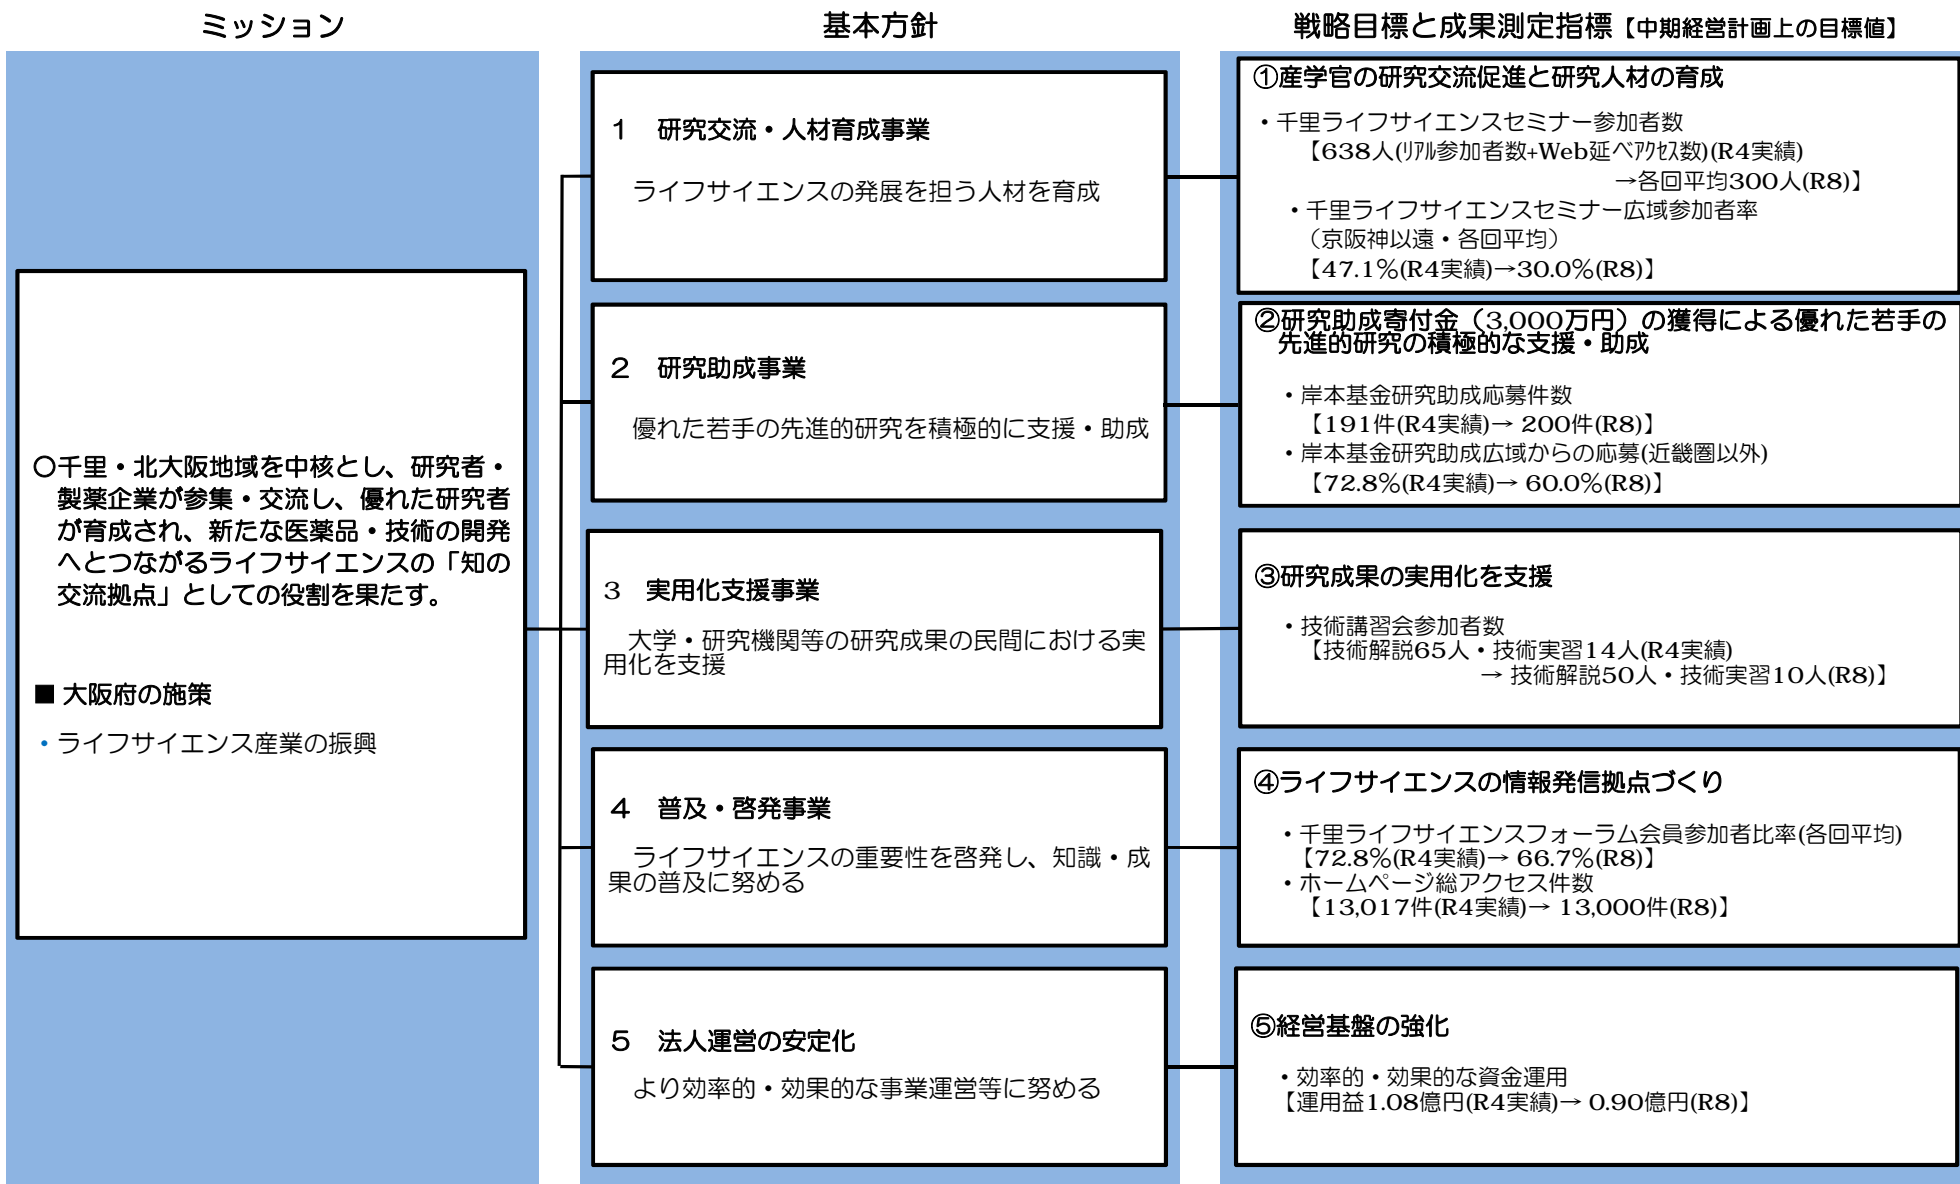 ミッション
〇千里・北大阪地域を中核とし、研究者・
製薬企業が参集・交流し、優れた研究者
が育成され、新たな医薬品・技術の開発
へとつながるライフサイエンスの「知の
交流拠点」としての役割を果たす。
■ 大阪府の施策
・ライフサイエンス産業の振興
基本方針
1 研究交流・人材育成事業
ライフサイエンスの発展を担う人材を育成
2 研究助成事業
優れた若手の先進的研究を積極的に支援・助成
3 実用化支援事業
大学・研究機関等の研究成果の民間における実
用化を支援
4 普及・啓発事業
ライフサイエンスの重要性を啓発し、知識・成
果の普及に努める
5 法人運営の安定化
より効率的・効果的な事業運営等に努める
戦略目標と成果測定指標【中期経営計画上の目標値】
①産学官の研究交流促進と研究人材の育成
・千里ライフサイエンスセミナー参加者数
【638人(ﾘｱﾙ参加者数+Web延べｱｸｾｽ数)(R4実績)
→各回平均300人(R8)】
・千里ライフサイエンスセミナー広域参加者率
（京阪神以遠・各回平均）
【47.1%(R4実績)→30.0%(R8)】
②研究助成寄付金（3,000万円）の獲得による優れた若手の
先進的研究の積極的な支援・助成
・岸本基金研究助成応募件数
【191件(R4実績)→ 200件(R8)】
・岸本基金研究助成広域からの応募(近畿圏以外)
【72.8%(R4実績)→ 60.0%(R8)】
③研究成果の実用化を支援
・技術講習会参加者数
【技術解説65人・技術実習14人(R4実績)
→ 技術解説50人・技術実習10人(R8)】
④ライフサイエンスの情報発信拠点づくり
・千里ライフサイエンスフォーラム会員参加者比率(各回平均)
【72.8%(R4実績)→ 66.7%(R8)】
・ホームページ総アクセス件数
【13,017件(R4実績)→ 13,000件(R8)】
⑤経営基盤の強化
・効率的・効果的な資金運用
【運用益1.08億円(R4実績)→ 0.90億円(R8)】